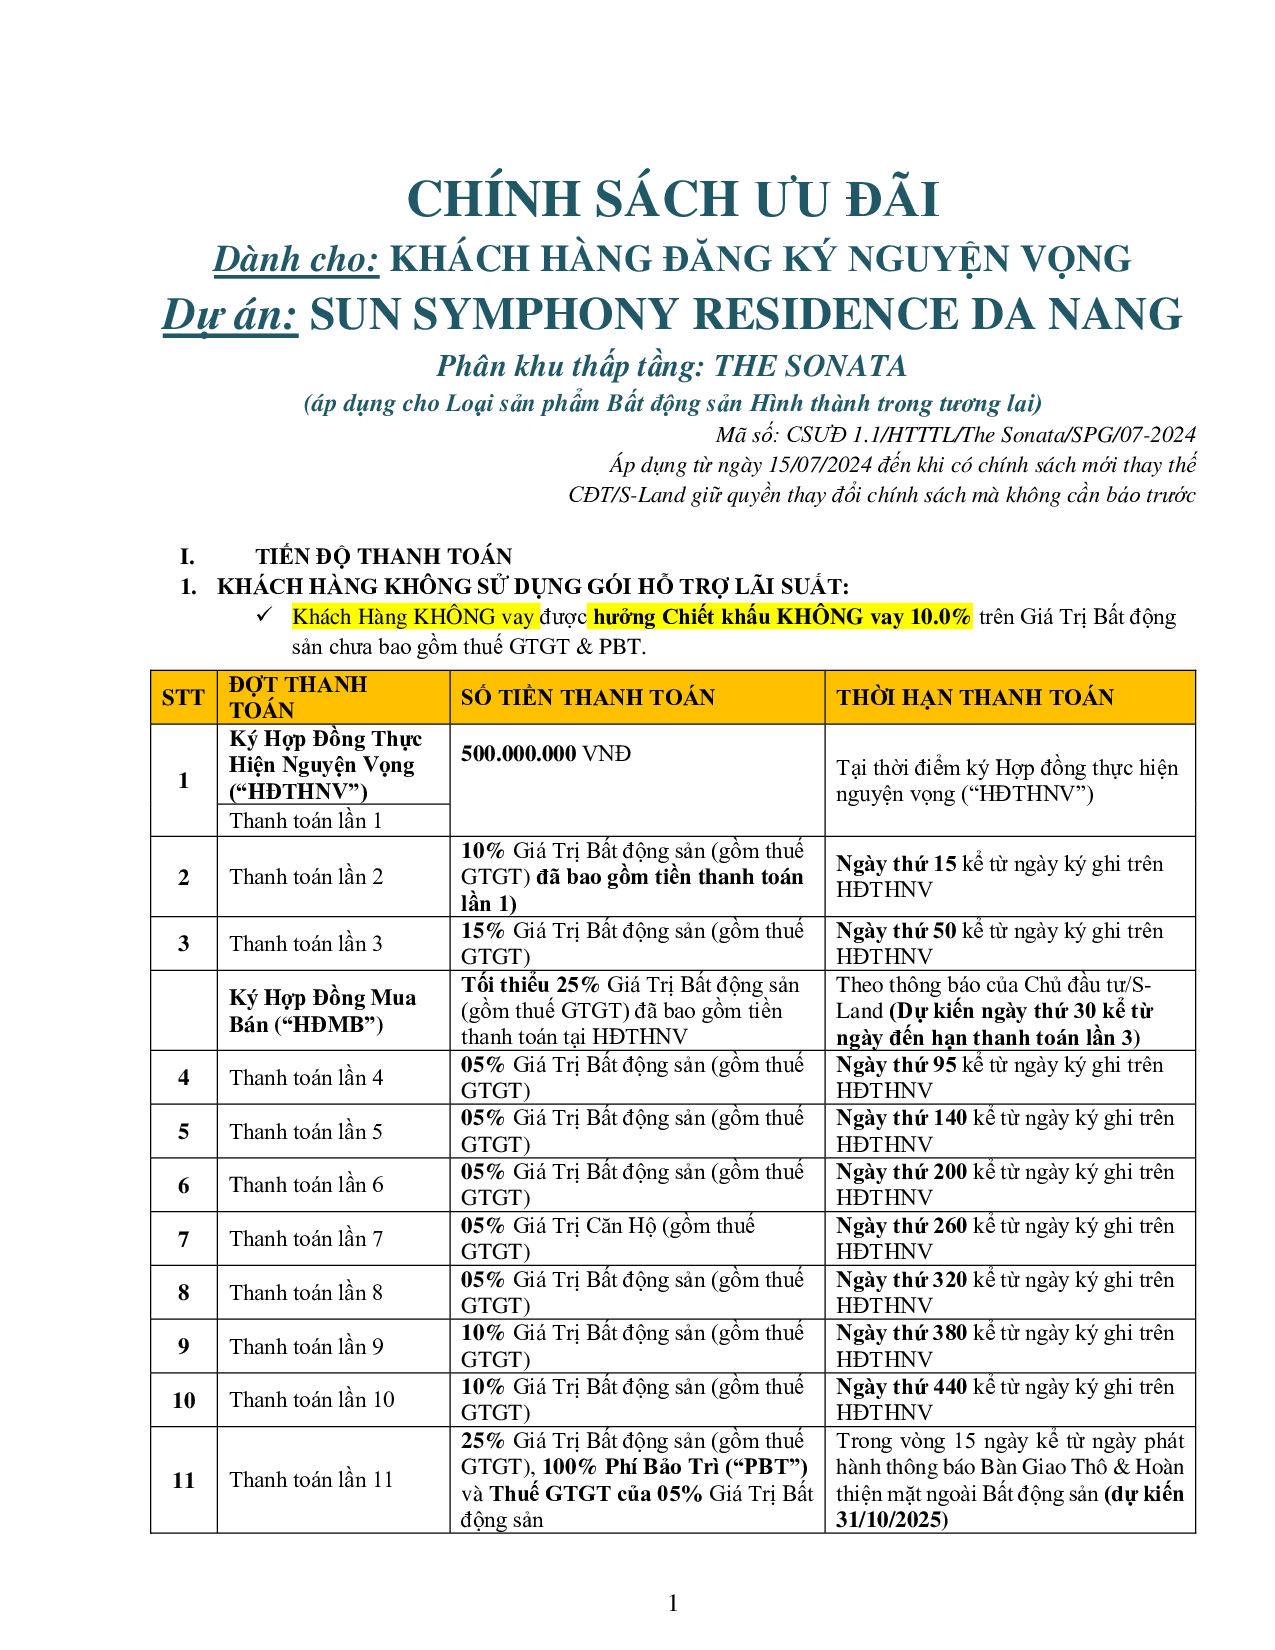 CHÍNH SÁCH ƯU ĐÃI
Dành cho: KHÁCH HÀNG ĐĂNG KÝ NGUYỆN VỌNG
Dự án: SUN SYMPHONY RESIDENCE DA NANG
Phân khu thấp tầng: THE SONATA
(áp dụng cho Loại sản phẩm Bất động sản Hình thành trong tương lai)
Mã số: CSƯĐ 1.1/HTTTL/The Sonata/SPG/07-2024
Áp dụng từ ngày 15/07/2024 đến khi có chính sách mới thay thế
CĐT/S-Land giữ quyền thay đổi chính sách mà không cần báo trước
I. TIẾN ĐỘ THANH TOÁN
1. KHÁCH HÀNG KHÔNG SỬ DỤNG GÓI HỖ TRỢ LÃI SUẤT:
✓ Khách Hàng KHÔNG vay được hưởng Chiết khấu KHÔNG vay 10.0% trên Giá Trị Bất động
sản chưa bao gồm thuế GTGT & PBT.
STT
ĐỢT THANH
TOÁN
SỐ TIỀN THANH TOÁN
THỜI HẠN THANH TOÁN
1
Ký Hợp Đồng Thực
Hiện Nguyện Vọng
(“HĐTHNV”)
Thanh toán lần 1
500.000.000 VNĐ
Tại thời điểm ký Hợp đồng thực hiện
nguyện vọng (“HĐTHNV”)
2
Thanh toán lần 2
10% Giá Trị Bất động sản (gồm thuế
GTGT) đã bao gồm tiền thanh toán
lần 1)
Ngày thứ 15 kể từ ngày ký ghi trên
HĐTHNV
3
Thanh toán lần 3
15% Giá Trị Bất động sản (gồm thuế
GTGT)
Ngày thứ 50 kể từ ngày ký ghi trên
HĐTHNV
Ký Hợp Đồng Mua
Bán (“HĐMB”)
Tối thiểu 25% Giá Trị Bất động sản
(gồm thuế GTGT) đã bao gồm tiền
thanh toán tại HĐTHNV
Theo thông báo của Chủ đầu tư/S-
Land (Dự kiến ngày thứ 30 kể từ
ngày đến hạn thanh toán lần 3)
4
Thanh toán lần 4
05% Giá Trị Bất động sản (gồm thuế
GTGT)
Ngày thứ 95 kể từ ngày ký ghi trên
HĐTHNV
5
Thanh toán lần 5
05% Giá Trị Bất động sản (gồm thuế
GTGT)
Ngày thứ 140 kể từ ngày ký ghi trên
HĐTHNV
6
Thanh toán lần 6
05% Giá Trị Bất động sản (gồm thuế
GTGT)
Ngày thứ 200 kể từ ngày ký ghi trên
HĐTHNV
7
Thanh toán lần 7
05% Giá Trị Căn Hộ (gồm thuế
GTGT)
Ngày thứ 260 kể từ ngày ký ghi trên
HĐTHNV
8
Thanh toán lần 8
05% Giá Trị Bất động sản (gồm thuế
GTGT)
Ngày thứ 320 kể từ ngày ký ghi trên
HĐTHNV
9
Thanh toán lần 9
10% Giá Trị Bất động sản (gồm thuế
GTGT)
Ngày thứ 380 kể từ ngày ký ghi trên
HĐTHNV
10
Thanh toán lần 10
10% Giá Trị Bất động sản (gồm thuế
GTGT)
Ngày thứ 440 kể từ ngày ký ghi trên
HĐTHNV
11
Thanh toán lần 11
25% Giá Trị Bất động sản (gồm thuế
GTGT), 100% Phí Bảo Trì (“PBT”)
và Thuế GTGT của 05% Giá Trị Bất
động sản
Trong vòng 15 ngày kể từ ngày phát
hành thông báo Bàn Giao Thô & Hoàn
thiện mặt ngoài Bất động sản (dự kiến
31/10/2025)
1